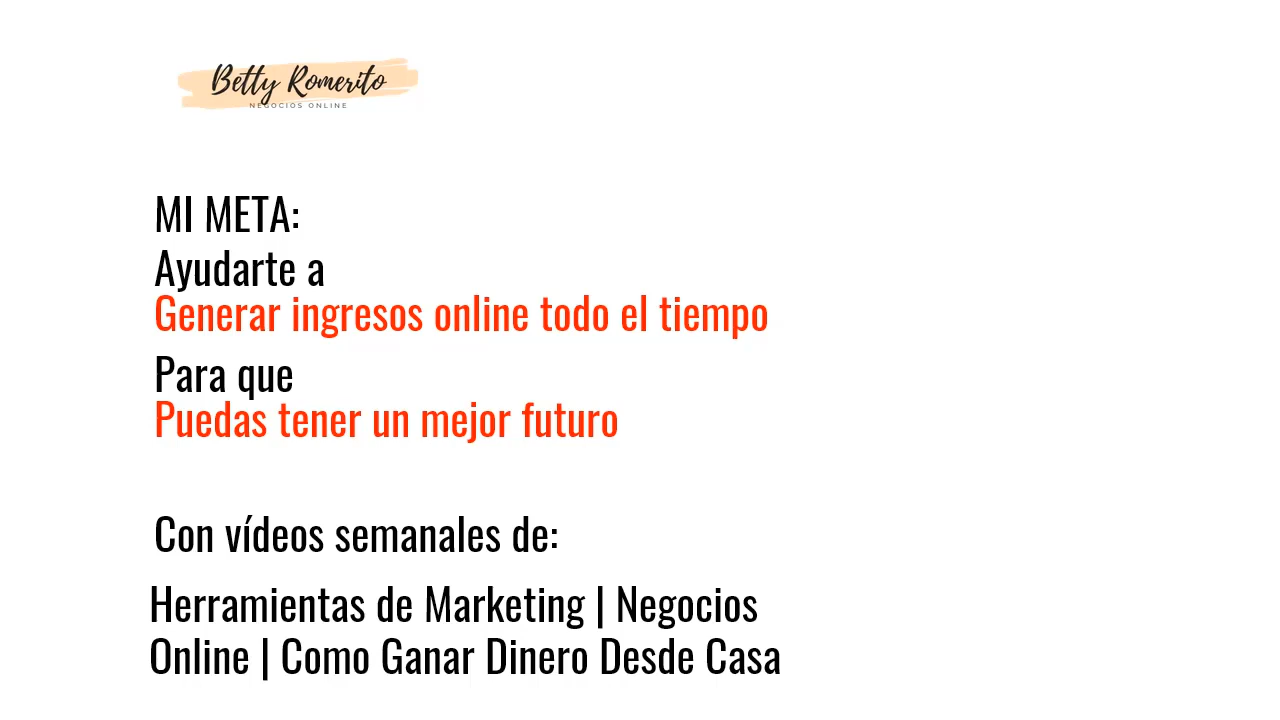 Betty Romerito
NEGOCIOS ONLINE
MI META:
Ayudarte a
Generar ingresos online todo el tiempo
Para que
Puedas tener un mejor futuro
Con vídeos semanales de:
Herramientas de Marketing | Negocios
Online | Como Ganar Dinero Desde Casa